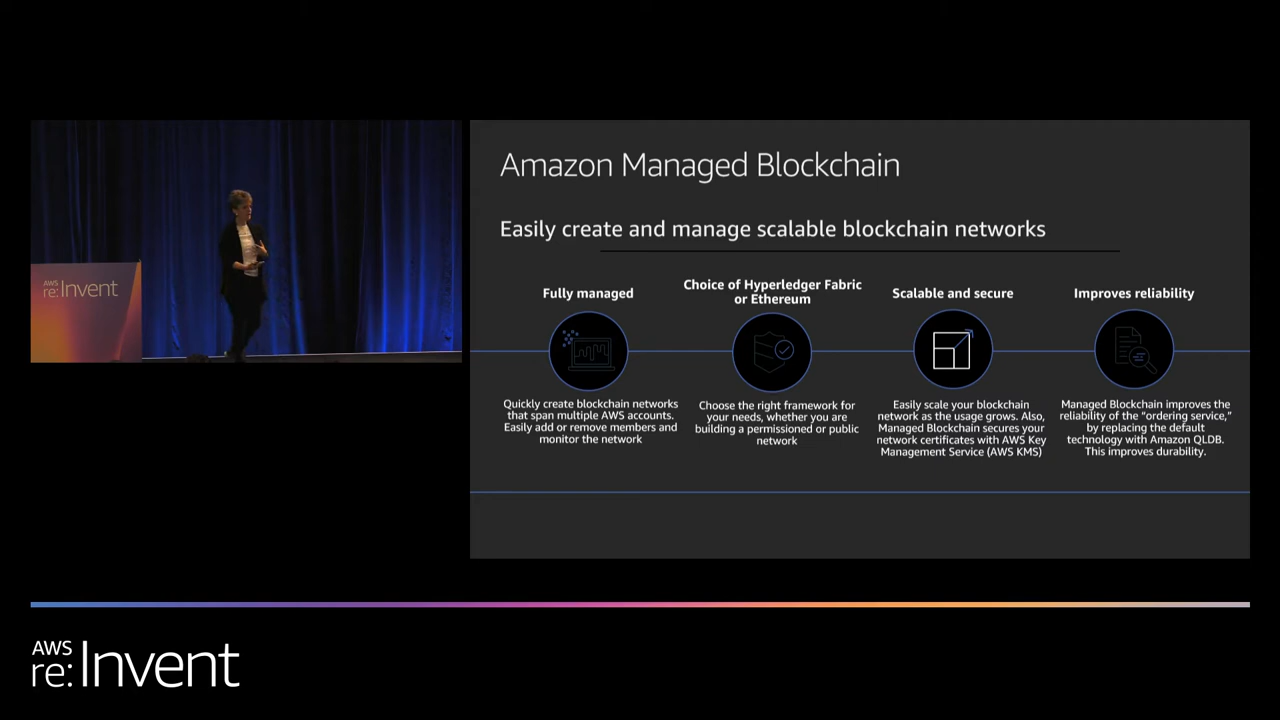 AWS
re:Invent
Amazon Managed Blockchain
Easily create and manage scalable blockchain networks
Fully managed
Quickly create blockchain networks
that span multiple AWS accounts.
Easily add or remove members and
monitor the network
Choice of Hyperledger Fabric
or Ethereum
Choose the right framework for
your needs, whether you are
building a permissioned or public
network
Scalable and secure
Easily scale your blockchain
network as the usage grows. Also,
Managed Blockchain secures your
network certificates with AWS Key
Management Service (AWS KMS)
Improves reliability
Managed Blockchain improves the
reliability of the “ordering service,”
by replacing the default
technology with Amazon QLDB.
This improves durability.
AWS
re:Invent